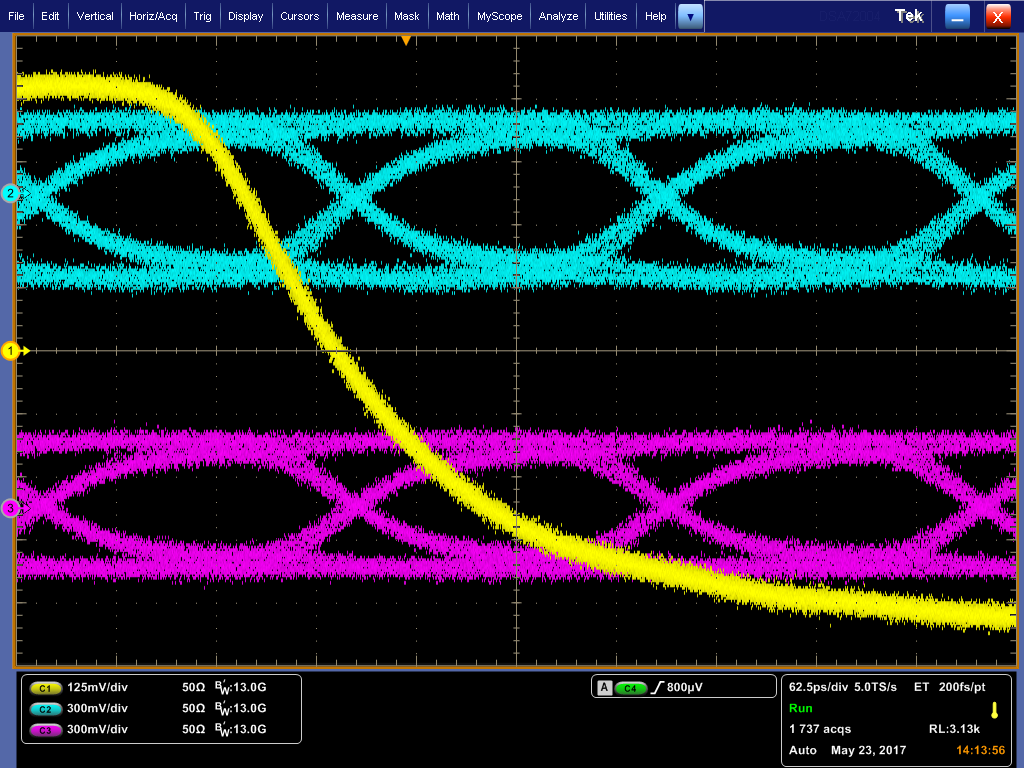 File Edit Vertical Horiz/Acq Trig Display Cursors Measure Mask Math MyScope Analyze Utilities Help Tek X
2
1
3
C1 125mV/div 50Ω B'W:13.0G
C2 300mV/div 50Ω B'W:13.0G
C3 300mV/div 50Ω B'W:13.0G
A C4 800µV
62.5ps/div 5.0TS/s ET 200fs/pt
Run
1 737 acqs RL:3.13k
Auto May 23, 2017 14:13:56